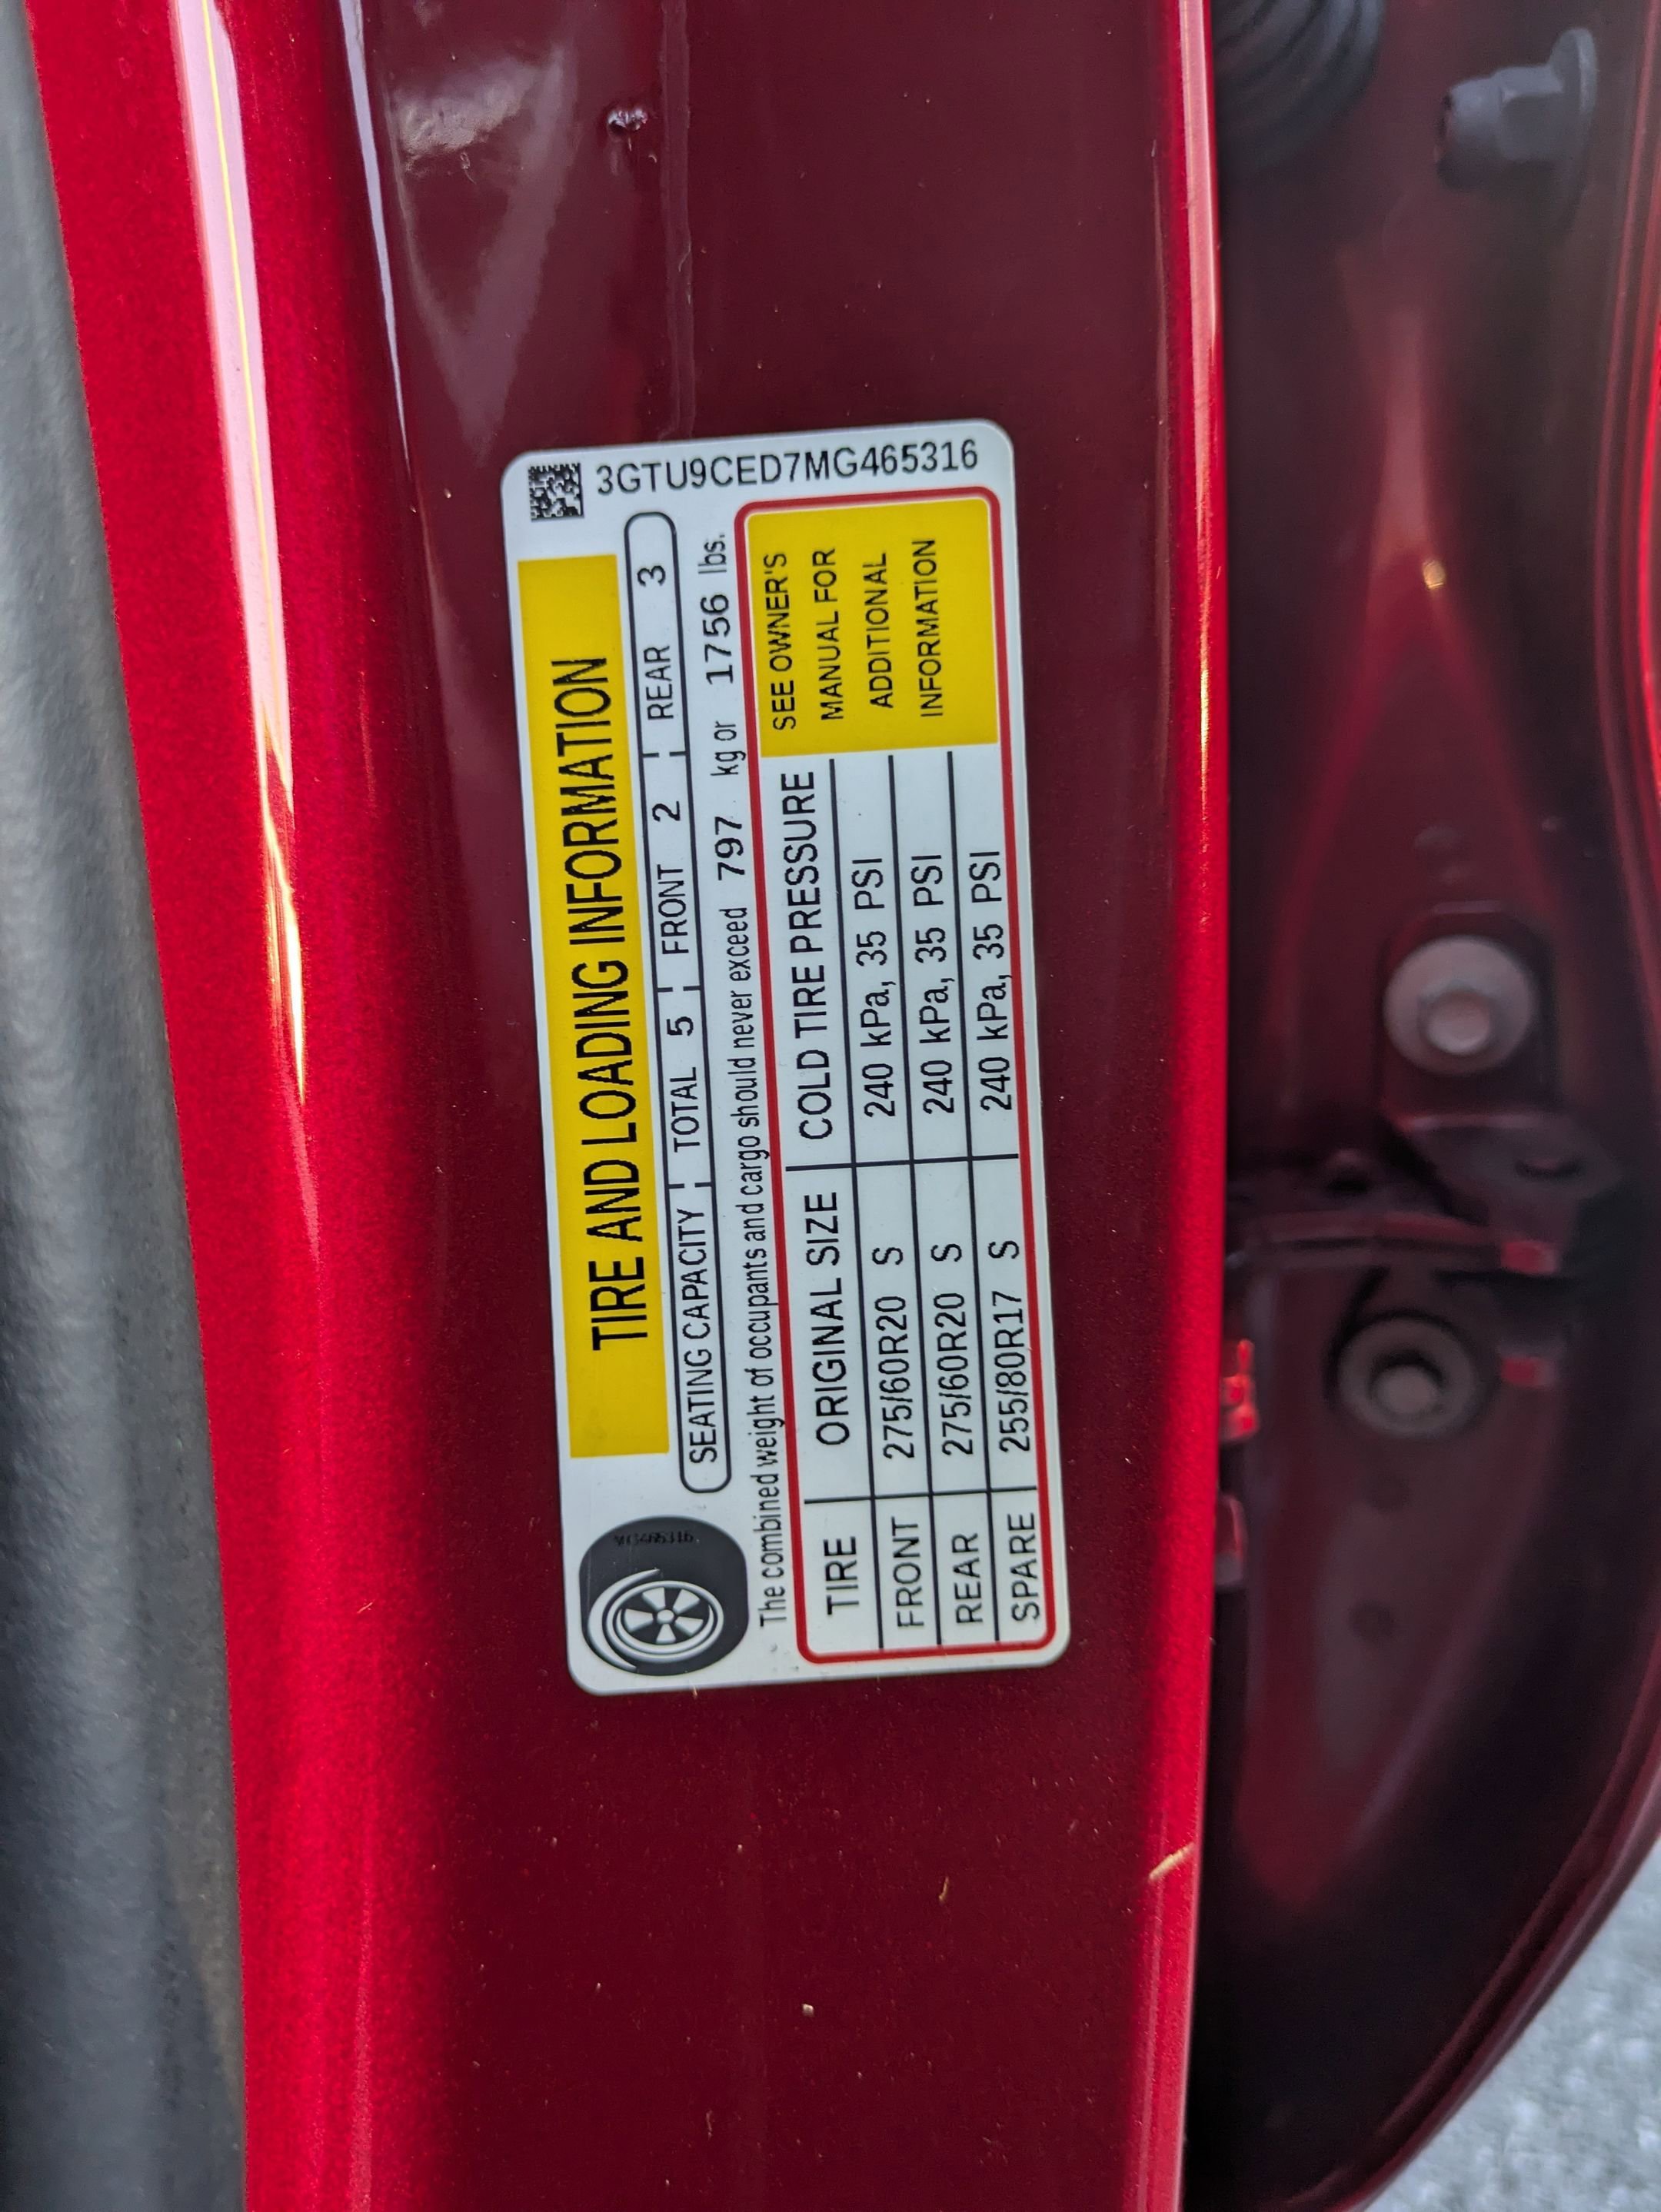 3GTU9CED7MG465316
TIRE AND LOADING INFORMATION
SEATING CAPACITY TOTAL 5 FRONT 2 REAR 3
The combined weight of occupants and cargo should never exceed 797 kg or 1756 lbs.
TIRE ORIGINAL SIZE COLD TIRE PRESSURE
FRONT 275/60R20 S 240 kPa, 35 PSI
REAR 275/60R20 S 240 kPa, 35 PSI
SPARE 255/80R17 S 240 kPa, 35 PSI
SEE OWNER'S
MANUAL FOR
ADDITIONAL
INFORMATION